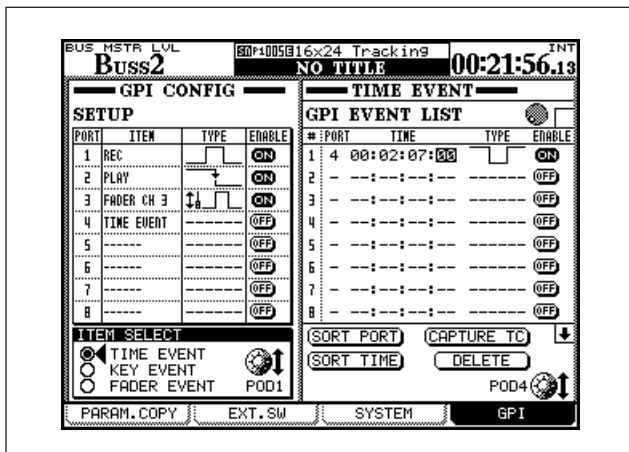 BUS MSTR LVL
Buss2
16x24 Tracking
NO TITLE
INT
00:21:56.13
GPI CONFIG
SETUP
PORT ITEM TYPE ENABLE
1 REC ON
2 PLAY ON
3 FADER CH 3 ON
4 TIME EVENT ------ OFF
5 ------ ------ OFF
6 ------ ------ OFF
7 ------ ------ OFF
8 ------ ------ OFF
ITEM SELECT
TIME EVENT
KEY EVENT
FADER EVENT
POD1
TIME EVENT
GPI EVENT LIST
# PORT TIME TYPE ENABLE
1 4 00:02:07:00 ON
2 - --:--:--:-- ------ OFF
3 - --:--:--:-- ------ OFF
4 - --:--:--:-- ------ OFF
5 - --:--:--:-- ------ OFF
6 - --:--:--:-- ------ OFF
7 - --:--:--:-- ------ OFF
8 - --:--:--:-- ------ OFF
SORT PORT CAPTURE TC
SORT TIME DELETE
POD4
PARAM.COPY EXT.SW SYSTEM GPI